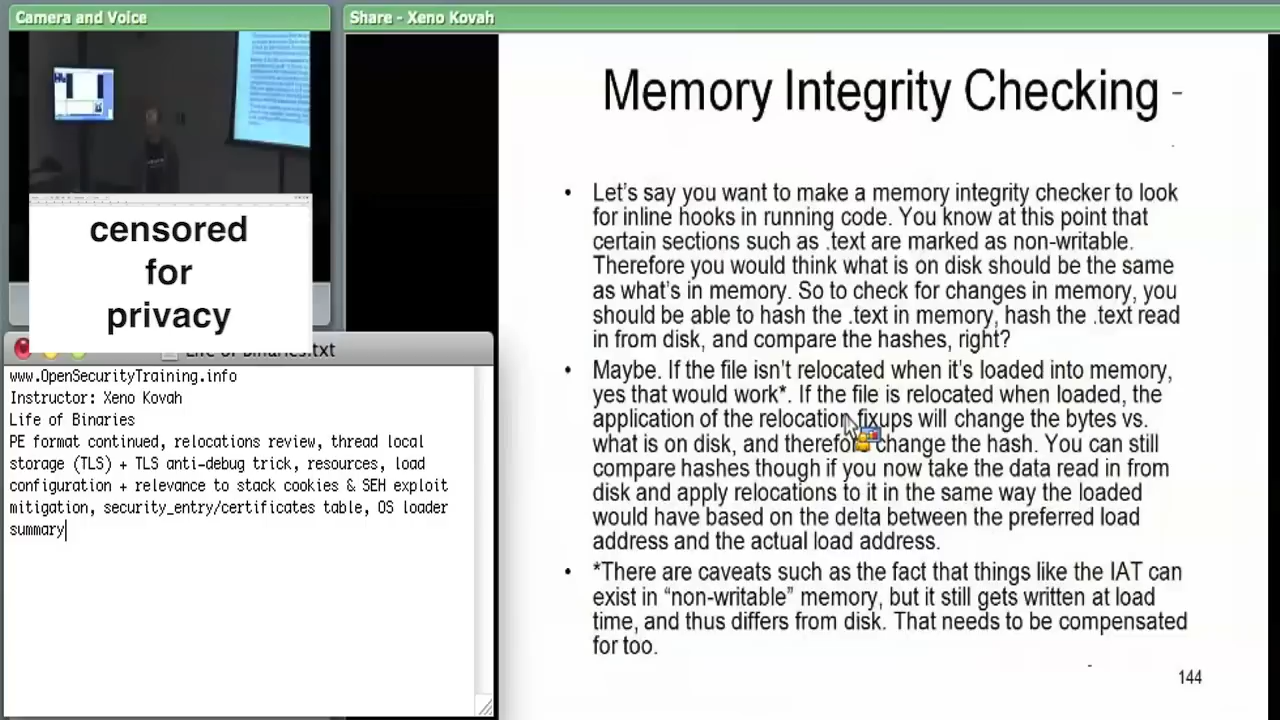 Camera and Voice
Share - Xeno Kovah
censored
for
privacy
Life of Binaries.txt
www.OpenSecurityTraining.info
Instructor: Xeno Kovah
Life of Binaries
PE format continued, relocations review, thread local
storage (TLS) + TLS anti-debug trick, resources, load
configuration + relevance to stack cookies & SEH exploit
mitigation, security_entry/certificates table, OS loader
summary
Memory Integrity Checking -
• Let's say you want to make a memory integrity checker to look
for inline hooks in running code. You know at this point that
certain sections such as .text are marked as non-writable.
Therefore you would think what is on disk should be the same
as what's in memory. So to check for changes in memory, you
should be able to hash the .text in memory, hash the .text read
in from disk, and compare the hashes, right?
• Maybe. If the file isn't relocated when it's loaded into memory,
yes that would work*. If the file is relocated when loaded, the
application of the relocation fixups will change the bytes vs.
what is on disk, and therefore change the hash. You can still
compare hashes though if you now take the data read in from
disk and apply relocations to it in the same way the loaded
would have based on the delta between the preferred load
address and the actual load address.
• *There are caveats such as the fact that things like the IAT can
exist in “non-writable” memory, but it still gets written at load
time, and thus differs from disk. That needs to be compensated
for too.
144